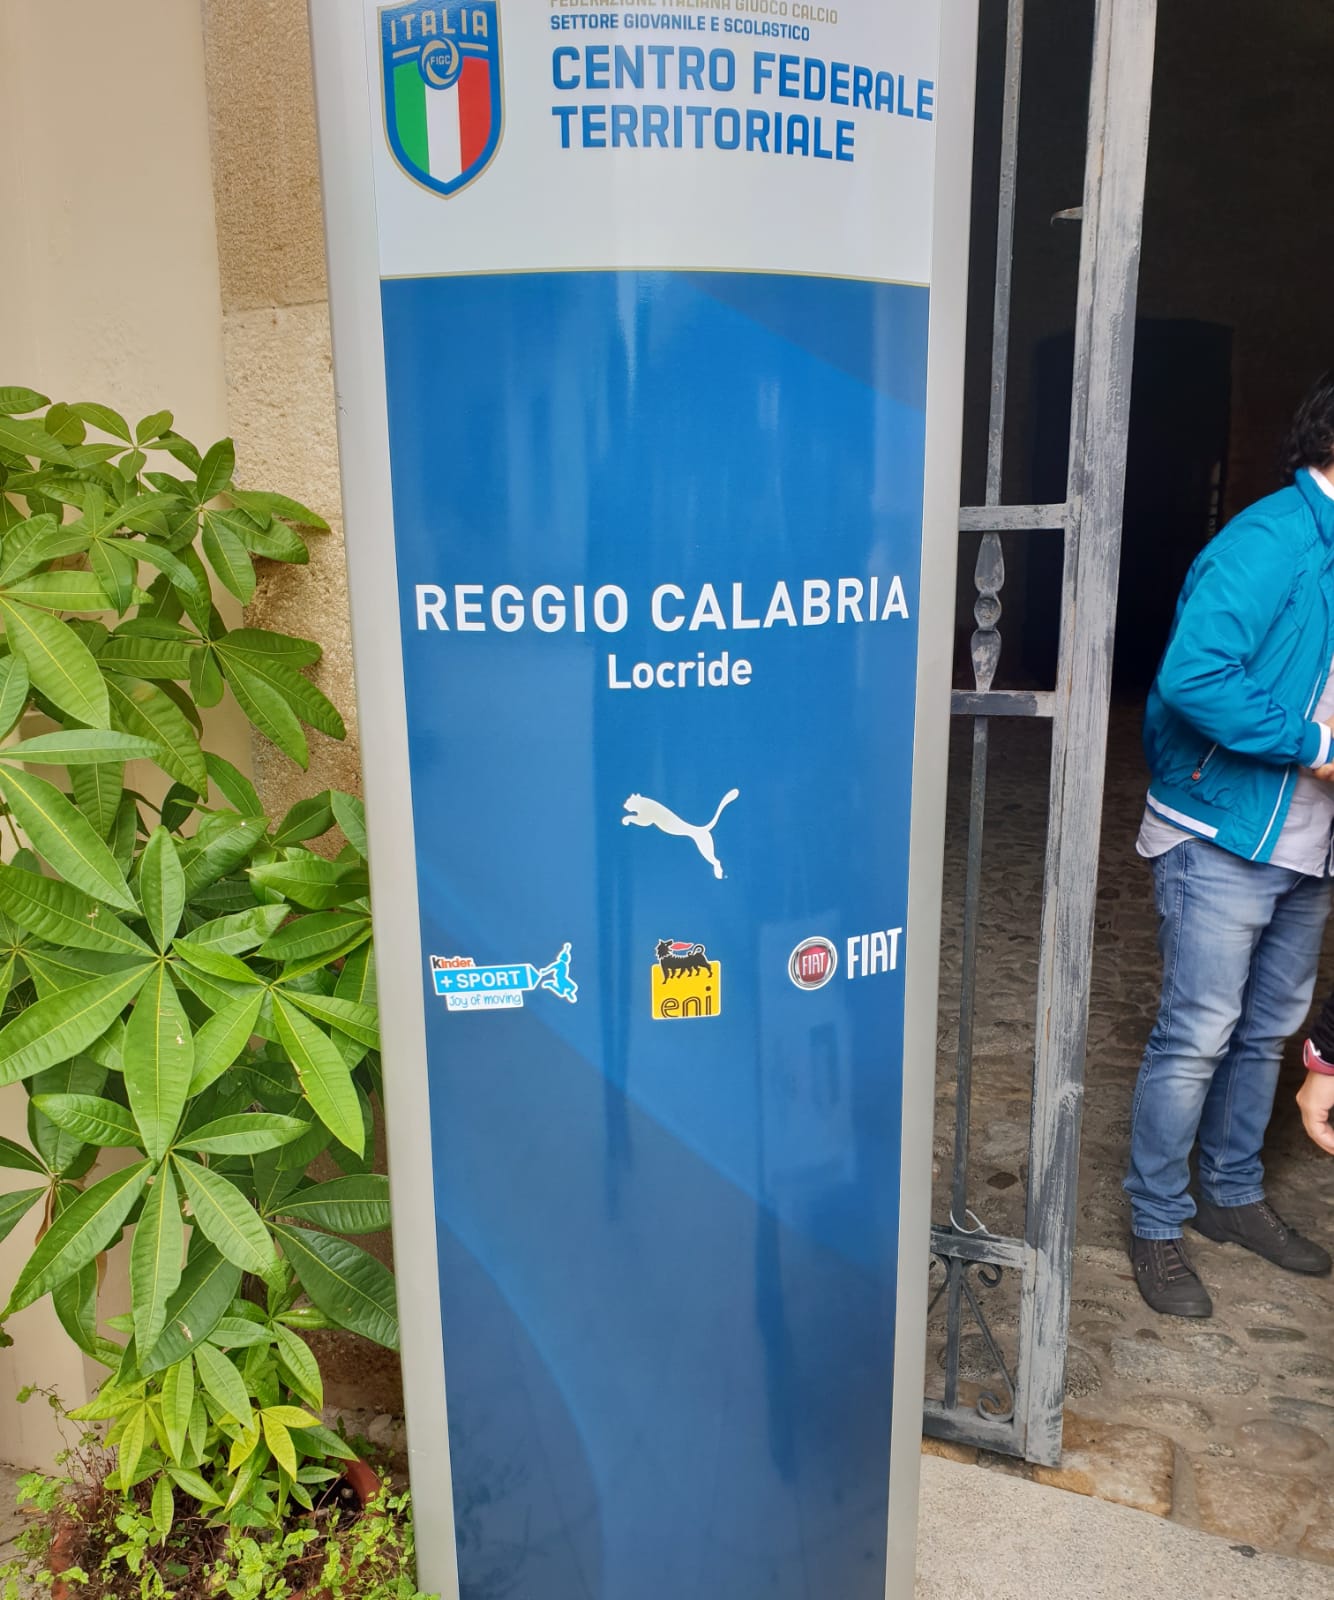 ITALIA
FIGC
FEDERAZIONE ITALIANA GIUOCO CALCIO
SETTORE GIOVANILE E SCOLASTICO
CENTRO FEDERALE
TERRITORIALE
REGGIO CALABRIA
Locride
Kinder
+ SPORT
Joy of moving
eni
FIAT FIAT